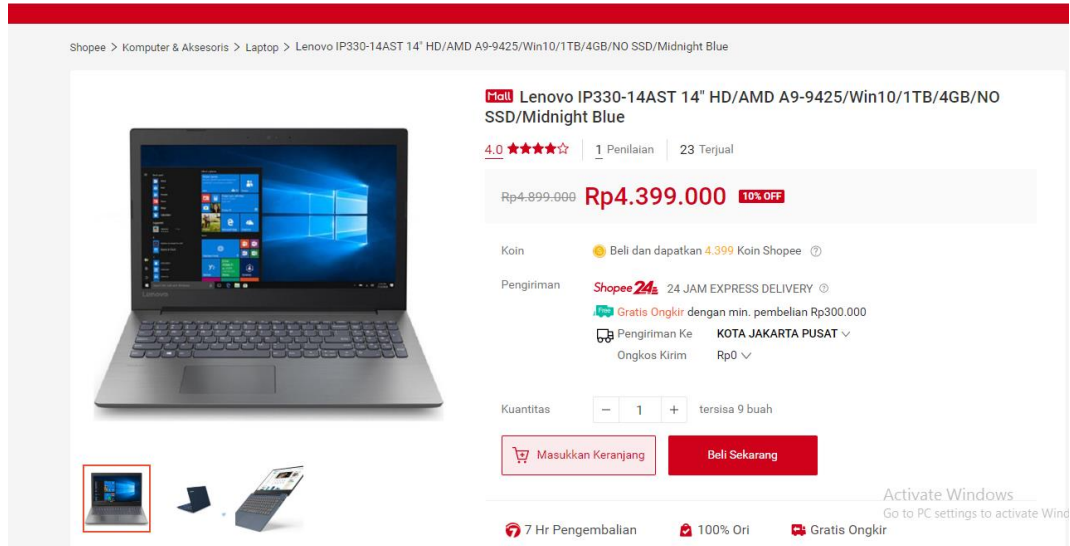 Shopee > Komputer & Aksesoris > Laptop > Lenovo IP330-14AST 14" HD/AMD A9-9425/Win10/1TB/4GB/NO SSD/Midnight Blue
Mall Lenovo IP330-14AST 14" HD/AMD A9-9425/Win10/1TB/4GB/NO
SSD/Midnight Blue
4.0 1 Penilaian 23 Terjual
Rp4.899.000 Rp4.399.000 10% OFF
Koin Beli dan dapatkan 4.399 Koin Shopee
Pengiriman Shopee 24 24 JAM EXPRESS DELIVERY
Free Gratis Ongkir dengan min. pembelian Rp300.000
Pengiriman Ke KOTA JAKARTA PUSAT
Ongkos Kirim Rp0
Kuantitas − 1 + tersisa 9 buah
Masukkan Keranjang Beli Sekarang
Activate Windows
Go to PC settings to activate Wind
7 Hr Pengembalian 100% Ori Gratis Ongkir
Lenovo